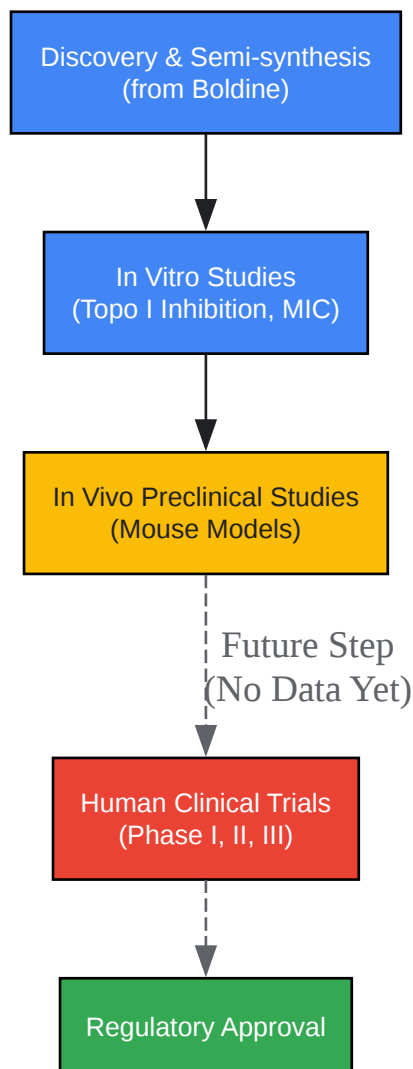 Discovery & Semi-synthesis
(from Boldine)
In Vitro Studies
(Topo I Inhibition, MIC)
In Vivo Preclinical Studies
(Mouse Models)
Future Step
(No Data Yet)
Human Clinical Trials
(Phase I, II, III)
Regulatory Approval